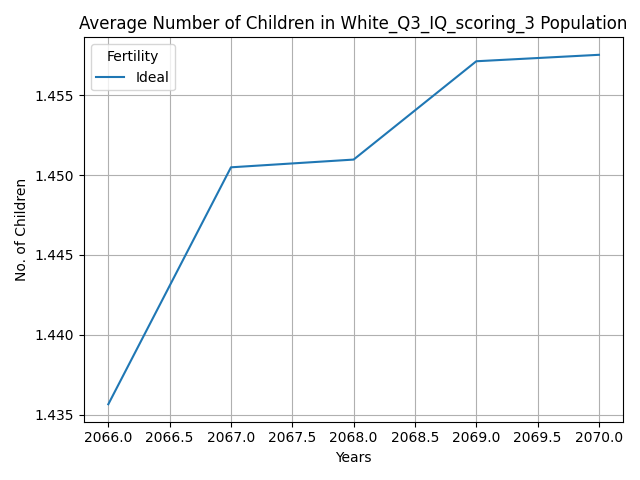 Average Number of Children in White_Q3_IQ_scoring_3 Population
Fertility
Ideal
1.455
1.450
1.445
1.440
1.435
No. of Children
2066.0 2066.5 2067.0 2067.5 2068.0 2068.5 2069.0 2069.5 2070.0
Years